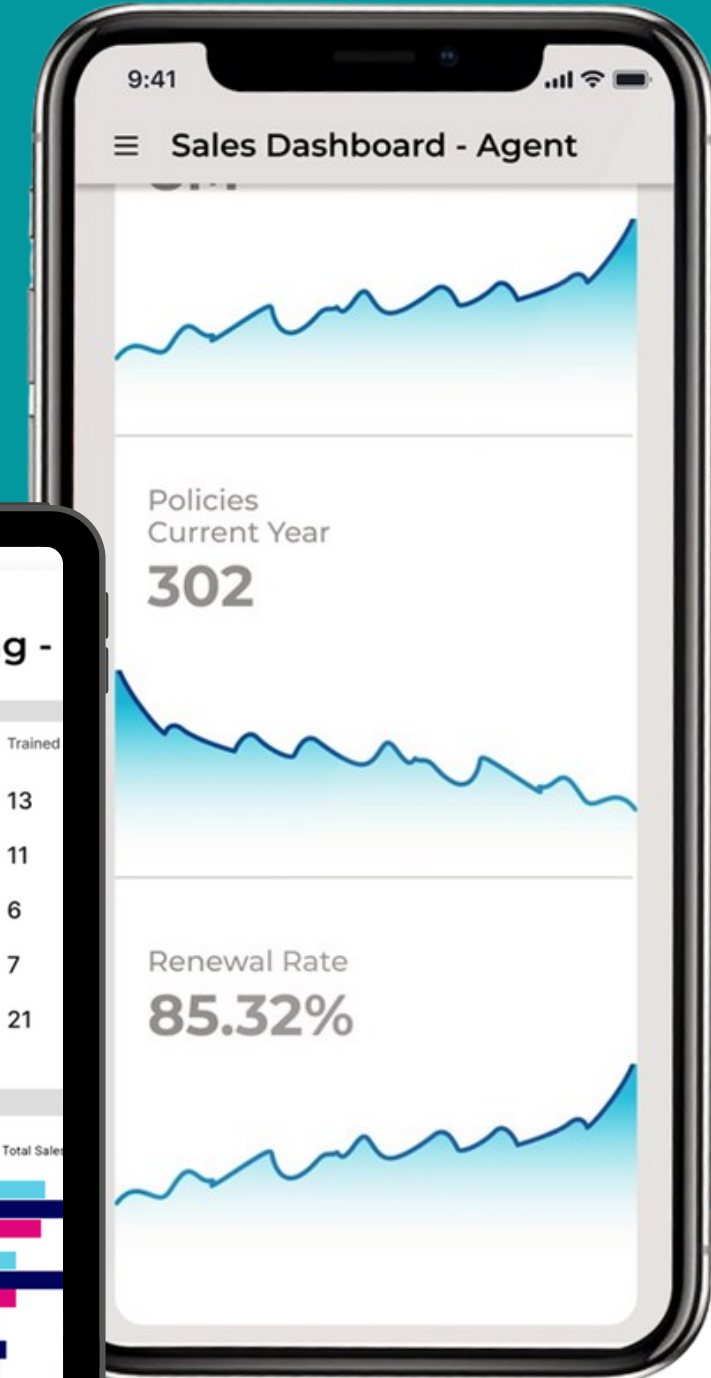 9:41
Sales Dashboard - Agent
Policies
Current Year
302
Renewal Rate
85.32%
g -
Trained
13
11
6
7
21
Total Sales